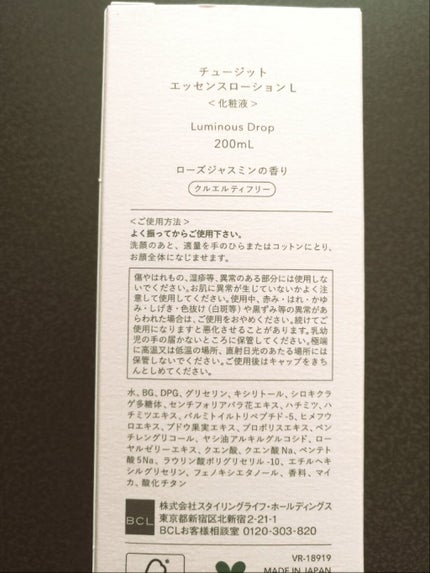 チュージット
エッセンスローションL
＜化粧液＞
Luminous Drop
200mL
ローズジャスミンの香り
クルエルティフリー
＜ご使用方法＞
よく振ってからご使用下さい。
洗顔のあと、適量を手のひらまたはコットンにとり、
お顔全体になじませます。
傷やはれもの、湿疹等、異常のある部分には使用しな
いでください。お肌に異常が生じていないかよく注
意して使用してください。使用中、赤み・はれ・かゆ
み・しげき・色抜け(白斑等)や黒ずみ等の異常があ
らわれた場合は、ご使用をおやめください。続けてご
使用になりますと悪化させることがあります。乳幼
児の手の届かないところに保管してください。極端
に高温又は低温の場所、直射日光のあたる場所には
保管しないでください。ご使用後はキャップをきち
んとしめてください。
水、BG、DPG、グリセリン、キシリトール、シロキクラ
ゲ多糖体、センチフォリアバラ花エキス、ハチミツ、ハ
チミツエキス、パルミトイルトリペプチド-5、ヒメフウ
ロエキス、ブドウ果実エキス、プロポリスエキス、ペン
チレングリコール、ヤシ油アルキルグルコシド、ロー
ヤルゼリーエキス、クエン酸、クエン酸Na、ペンテト
酸5Na、ラウリン酸ポリグリセリル-10、エチルヘキ
シルグリセリン、フェノキシエタノール、香料、マイ
カ、酸化チタン
BCL
株式会社スタイリングライフ・ホールディングス
東京都新宿区北新宿2-21-1
BCLお客様相談室 0120-303-820
VR-18919
MADE IN JAPAN